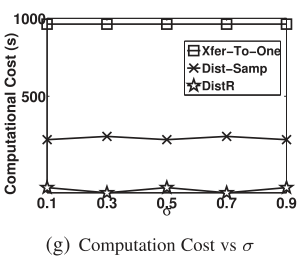 1000
Computational Cost (s)
Xfer-To-One
Dist-Samp
DistR
500
0.1 0.3 0.5 0.7 0.9
σ
(g) Computation Cost vs σ